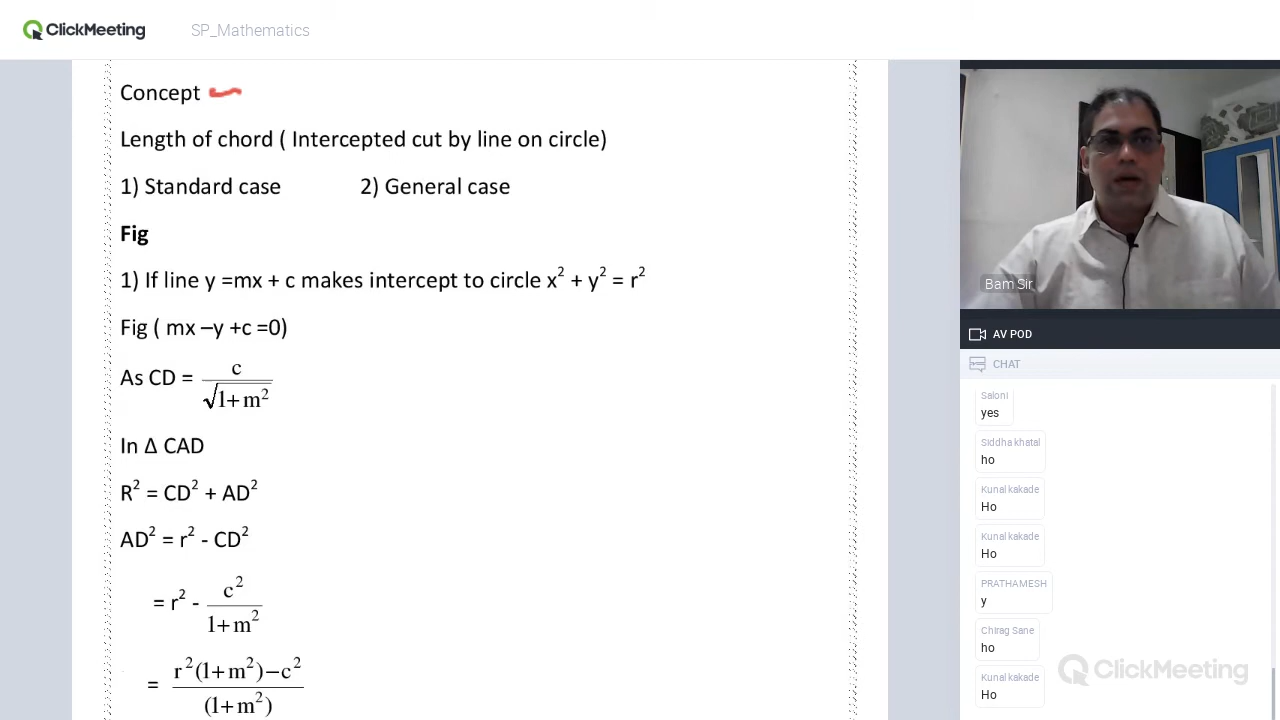 ClickMeeting SP_Mathematics
Concept
Length of chord ( Intercepted cut by line on circle)
1) Standard case 2) General case
Fig
1) If line y =mx + c makes intercept to circle x² + y² = r²
Fig ( mx –y +c =0)
As CD = c / √1+m²
In Δ CAD
R² = CD² + AD²
AD² = r² - CD²
= r² - c² / 1+m²
= r²(1+m²)−c² / (1+m²)
Bam Sir
AV POD
CHAT
Saloni
yes
Siddha khatal
ho
Kunal kakade
Ho
Kunal kakade
Ho
PRATHAMESH
y
Chirag Sane
ho
Kunal kakade
Ho
ClickMeeting